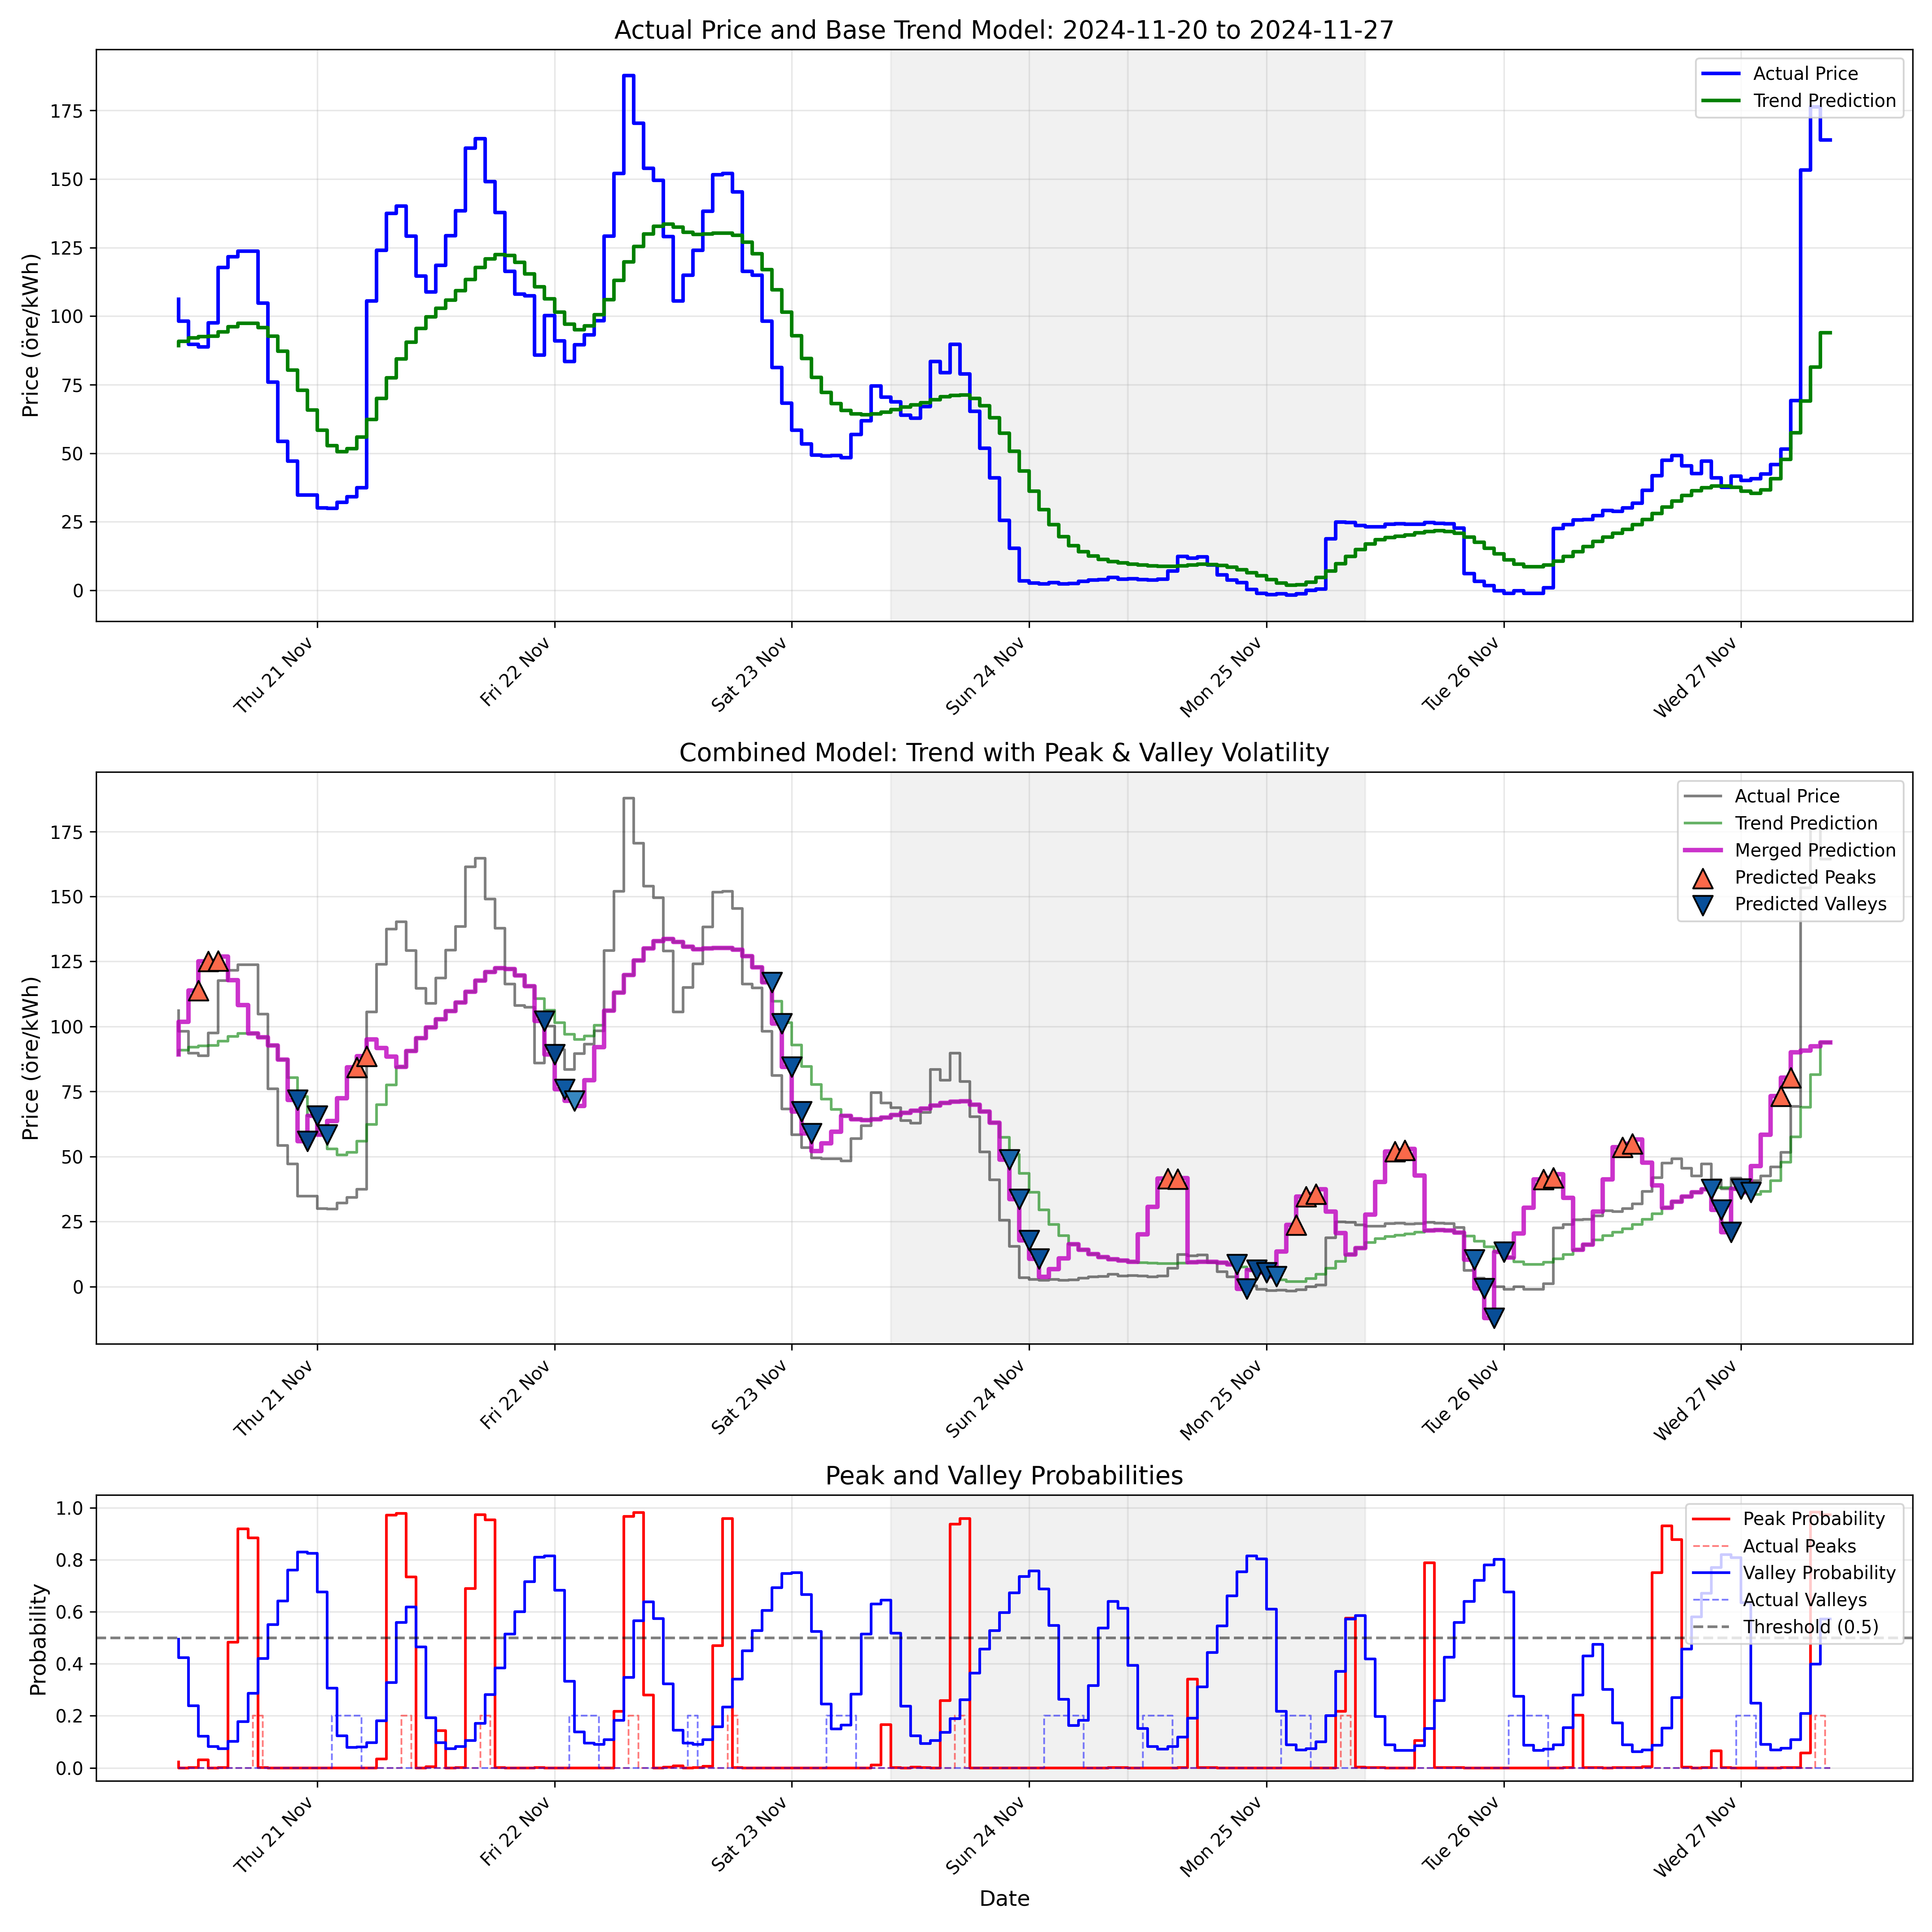 Actual Price and Base Trend Model: 2024-11-20 to 2024-11-27
Price (öre/kWh)
175
150
125
100
75
50
25
0
Actual Price
Trend Prediction
Thu 21 Nov
Fri 22 Nov
Sat 23 Nov
Sun 24 Nov
Mon 25 Nov
Tue 26 Nov
Wed 27 Nov
Combined Model: Trend with Peak & Valley Volatility
Price (öre/kWh)
175
150
125
100
75
50
25
0
Actual Price
Trend Prediction
Merged Prediction
Predicted Peaks
Predicted Valleys
Thu 21 Nov
Fri 22 Nov
Sat 23 Nov
Sun 24 Nov
Mon 25 Nov
Tue 26 Nov
Wed 27 Nov
Peak and Valley Probabilities
Probability
1.0
0.8
0.6
0.4
0.2
0.0
Peak Probability
Actual Peaks
Valley Probability
Actual Valleys
Threshold (0.5)
Thu 21 Nov
Fri 22 Nov
Sat 23 Nov
Sun 24 Nov
Mon 25 Nov
Tue 26 Nov
Wed 27 Nov
Date